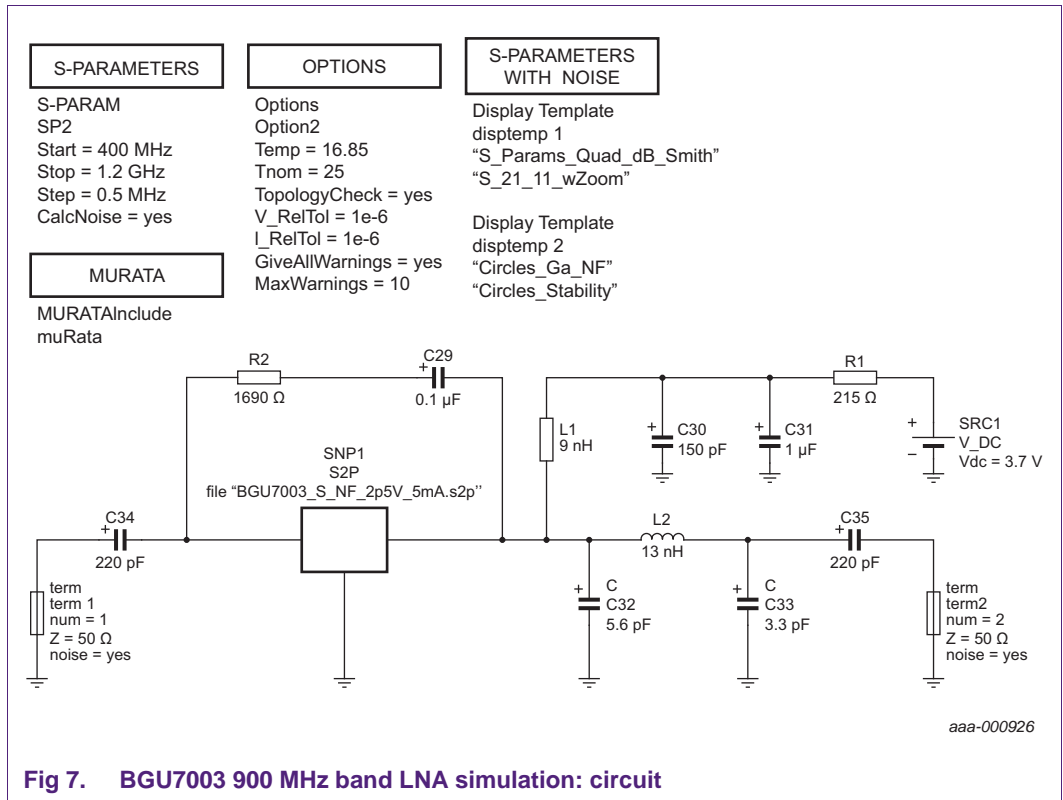 S-PARAMETERS
S-PARAM
SP2
Start = 400 MHz
Stop = 1.2 GHz
Step = 0.5 MHz
CalcNoise = yes
MURATA
MURATAInclude
muRata
OPTIONS
Options
Option2
Temp = 16.85
Tnom = 25
TopologyCheck = yes
V_RelTol = 1e-6
I_RelTol = 1e-6
GiveAllWarnings = yes
MaxWarnings = 10
S-PARAMETERS
WITH NOISE
Display Template
disptemp 1
“S_Params_Quad_dB_Smith”
“S_21_11_wZoom”
Display Template
disptemp 2
“Circles_Ga_NF”
“Circles_Stability”
R2
1690 Ω
C29
+
0.1 µF
L1
9 nH
+
C30
150 pF
+
C31
1 µF
R1
215 Ω
+
−
SRC1
V_DC
Vdc = 3.7 V
SNP1
S2P
file “BGU7003_S_NF_2p5V_5mA.s2p”
C34
+
220 pF
L2
13 nH
C35
+
220 pF
term
term 1
num = 1
Z = 50 Ω
noise = yes
+
C
C32
5.6 pF
+
C
C33
3.3 pF
term
term2
num = 2
Z = 50 Ω
noise = yes
aaa-000926
Fig 7. BGU7003 900 MHz band LNA simulation: circuit